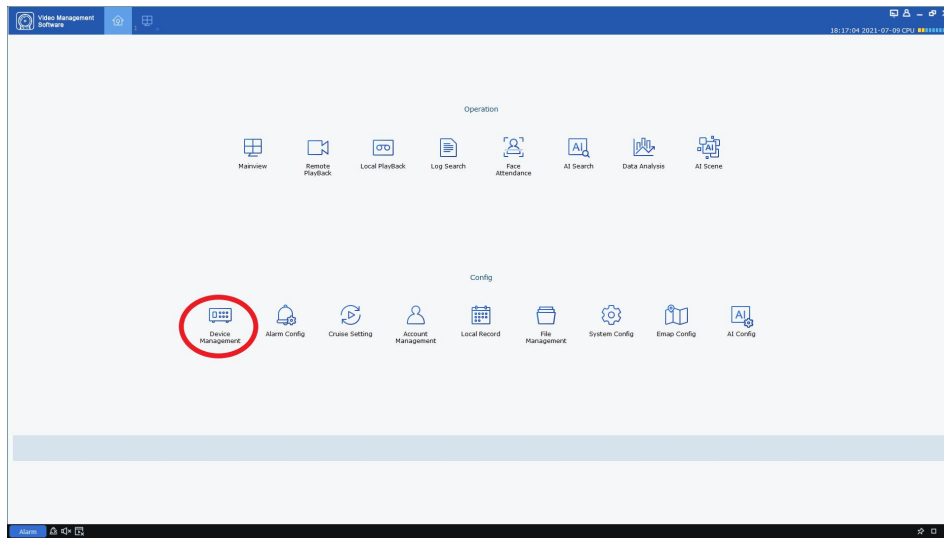 Video Management
Software
18:17:04 2021-07-09 CPU
Operation
Mainview
Remote
PlayBack
Local PlayBack
Log Search
Face
Attendance
AI Search
Data Analysis
AI Scene
Config
Device
Management
Alarm Config
Cruise Setting
Account
Management
Local Record
File
Management
System Config
Emap Config
AI Config
Alarm